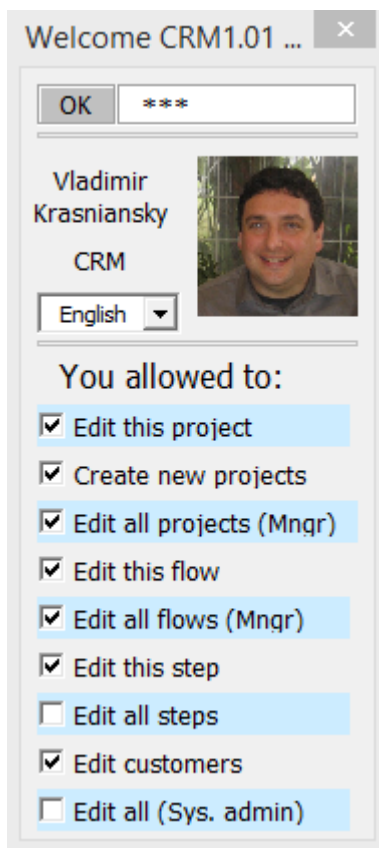 Welcome CRM1.01 ...
OK ***
Vladimir
Krasniansky
CRM
English
You allowed to:
Edit this project
Create new projects
Edit all projects (Mngr)
Edit this flow
Edit all flows (Mngr)
Edit this step
Edit all steps
Edit customers
Edit all (Sys. admin)